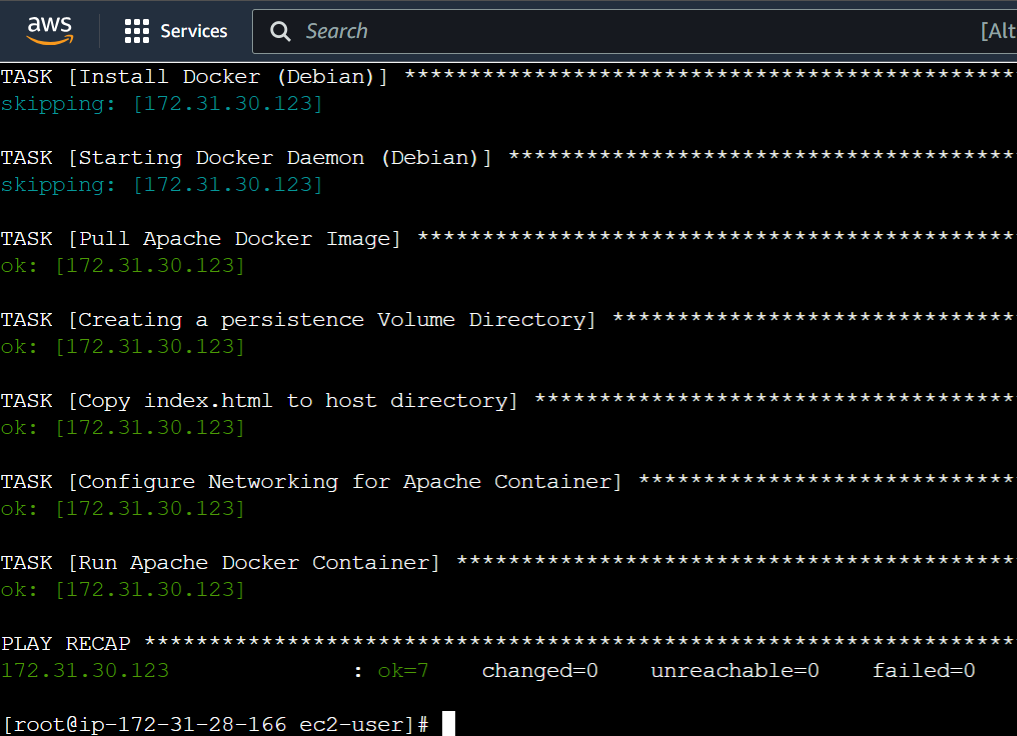 aws Services Search [Alt
TASK [Install Docker (Debian)] ***********************************************
skipping: [172.31.30.123]
TASK [Starting Docker Daemon (Debian)] ***************************************
skipping: [172.31.30.123]
TASK [Pull Apache Docker Image] **********************************************
ok: [172.31.30.123]
TASK [Creating a persistence Volume Directory] *******************************
ok: [172.31.30.123]
TASK [Copy index.html to host directory] *************************************
ok: [172.31.30.123]
TASK [Configure Networking for Apache Container] *****************************
ok: [172.31.30.123]
TASK [Run Apache Docker Container] *******************************************
ok: [172.31.30.123]
PLAY RECAP *******************************************************************
172.31.30.123 : ok=7 changed=0 unreachable=0 failed=0
[root@ip-172-31-28-166 ec2-user]#